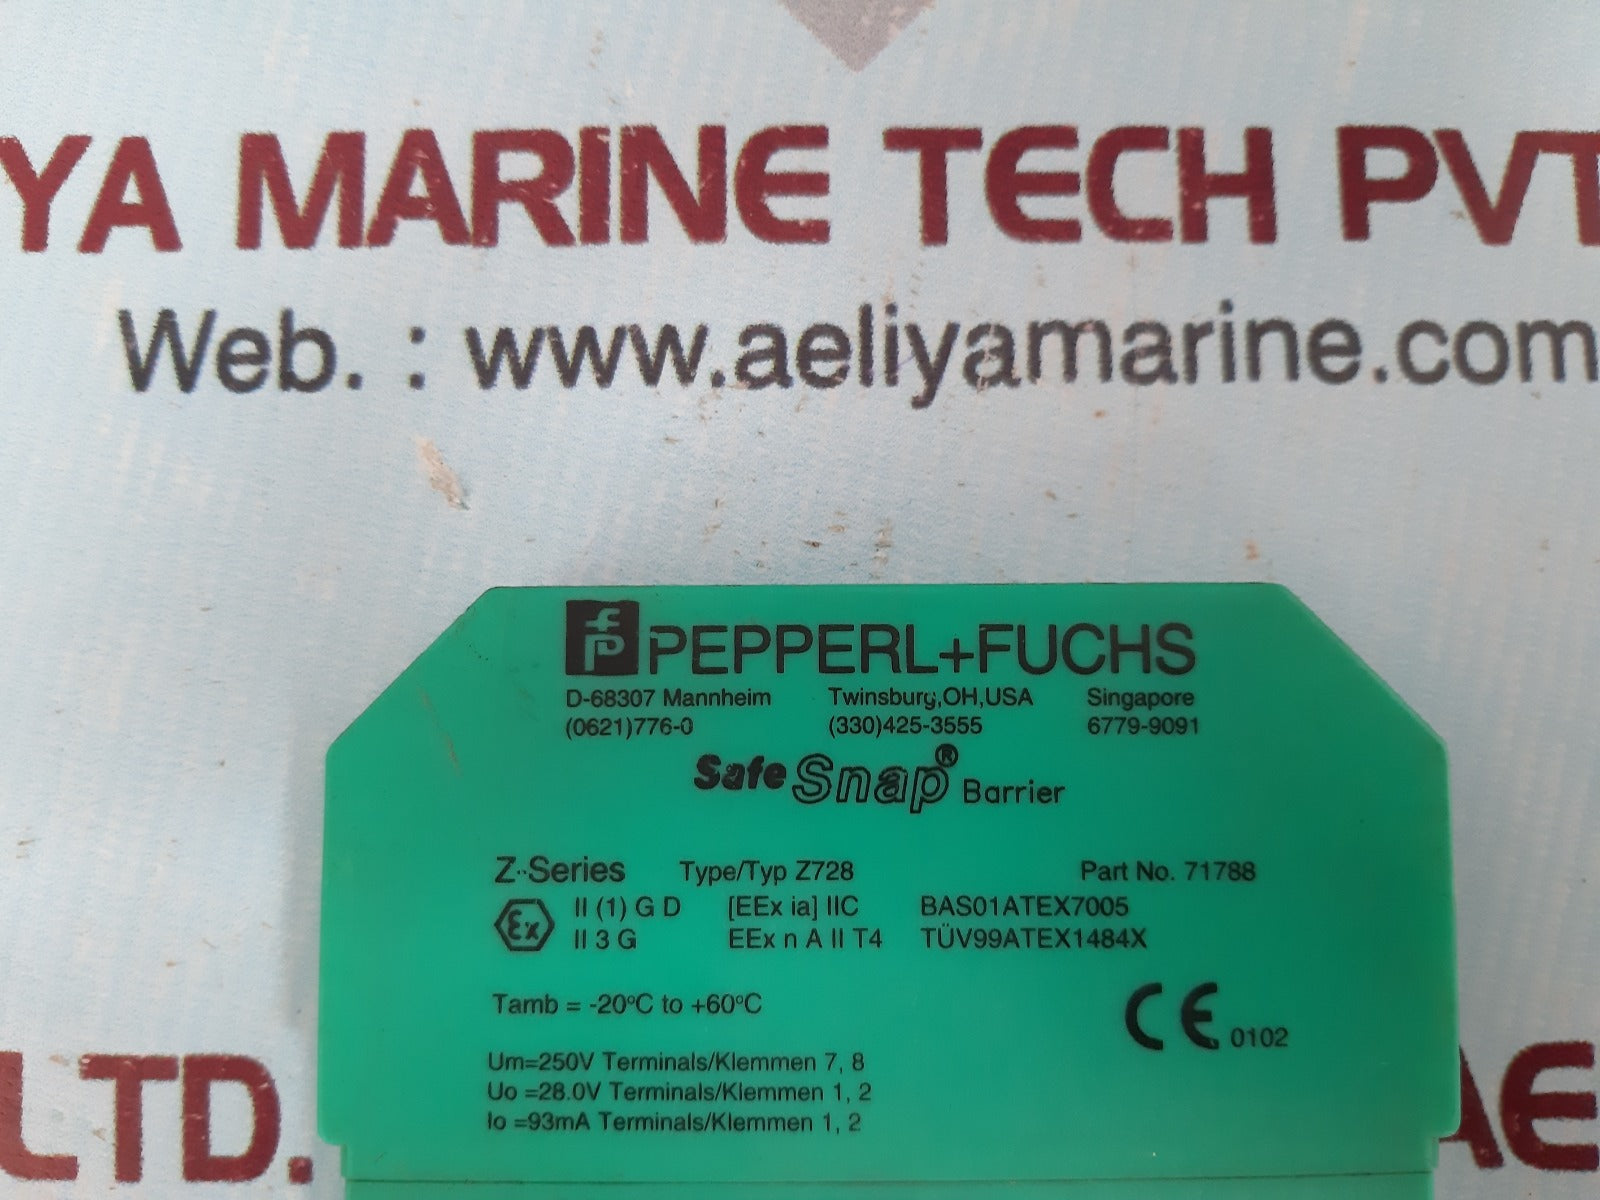 YA MARINE TECH PVT
Web. : www.aeliyamarine.com
fp PEPPERL+FUCHS
D-68307 Mannheim Twinsburg,OH,USA Singapore
(0621)776-0 (330)425-3555 6779-9091
Safe Snap® Barrier
Z-Series Type/Typ Z728 Part No. 71788
Ex II (1) G D [EEx ia] IIC BAS01ATEX7005
II 3 G EEx n A II T4 TÜV99ATEX1484X
Tamb = -20°C to +60°C
CE 0102
Um=250V Terminals/Klemmen 7, 8
Uo =28.0V Terminals/Klemmen 1, 2
Io =93mA Terminals/Klemmen 1, 2
LTD. AE